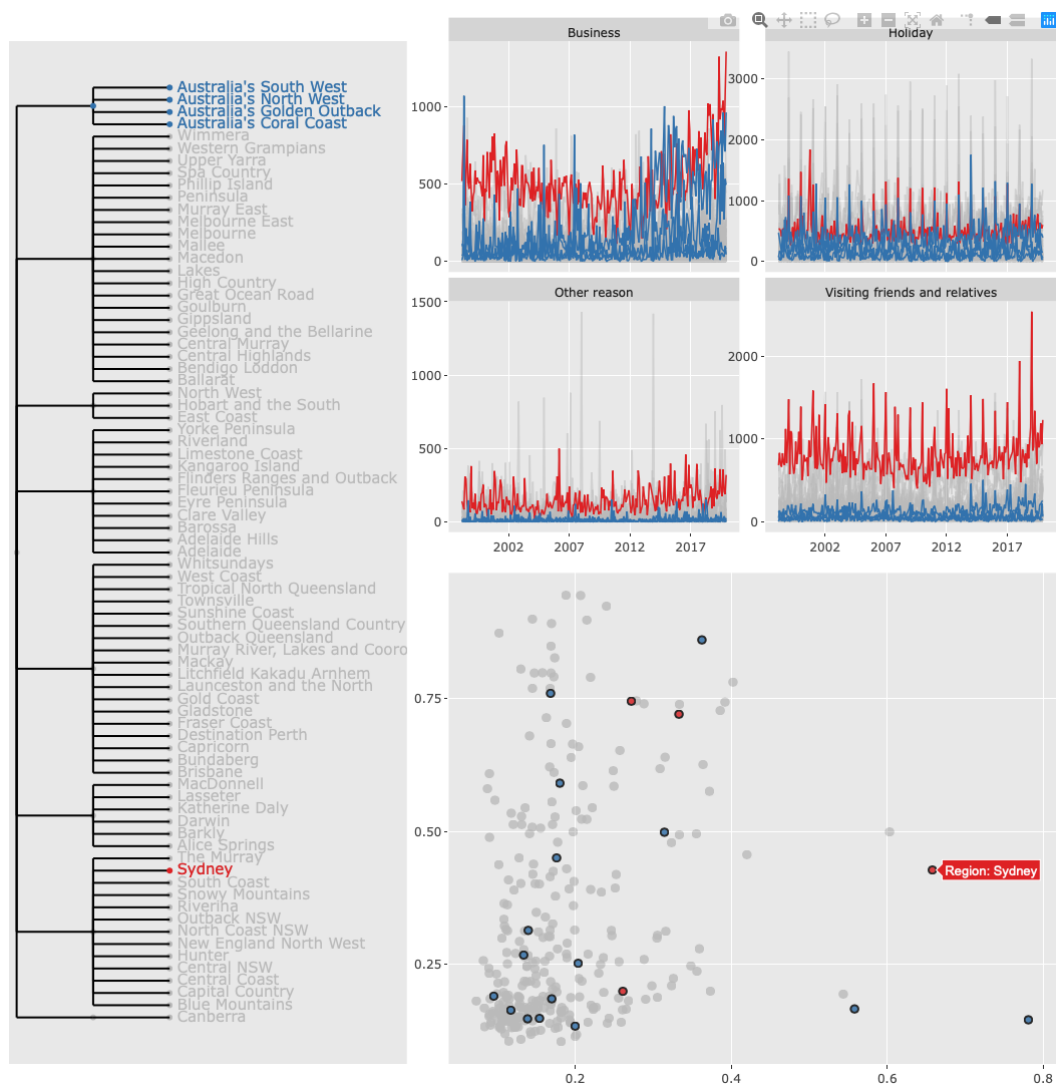 Australia's South West
Australia's North West
Australia's Golden Outback
Australia's Coral Coast
Wimmera
Western Grampians
Upper Yarra
Spa Country
Phillip Island
Peninsula
Murray East
Melbourne East
Melbourne
Mallee
Macedon
Lakes
High Country
Great Ocean Road
Goulburn
Gippsland
Geelong and the Bellarine
Central Murray
Central Highlands
Bendigo Loddon
Ballarat
North West
Hobart and the South
East Coast
Yorke Peninsula
Riverland
Limestone Coast
Kangaroo Island
Flinders Ranges and Outback
Fleurieu Peninsula
Eyre Peninsula
Clare Valley
Barossa
Adelaide Hills
Adelaide
Whitsundays
West Coast
Tropical North Queensland
Townsville
Sunshine Coast
Southern Queensland Country
Outback Queensland
Murray River, Lakes and Cooro
Mackay
Litchfield Kakadu Arnhem
Launceston and the North
Gold Coast
Gladstone
Fraser Coast
Destination Perth
Capricorn
Bundaberg
Brisbane
MacDonnell
Lasseter
Katherine Daly
Darwin
Barkly
Alice Springs
The Murray
Sydney
South Coast
Snowy Mountains
Riverina
Outback NSW
North Coast NSW
New England North West
Hunter
Central NSW
Central Coast
Capital Country
Blue Mountains
Canberra
Business
1000
500
0
Holiday
3000
2000
1000
0
Other reason
1500
1000
500
0
2002 2007 2012 2017
Visiting friends and relatives
2000
1000
0
2002 2007 2012 2017
0.75
0.50
0.25
Region: Sydney
0.2 0.4 0.6 0.8